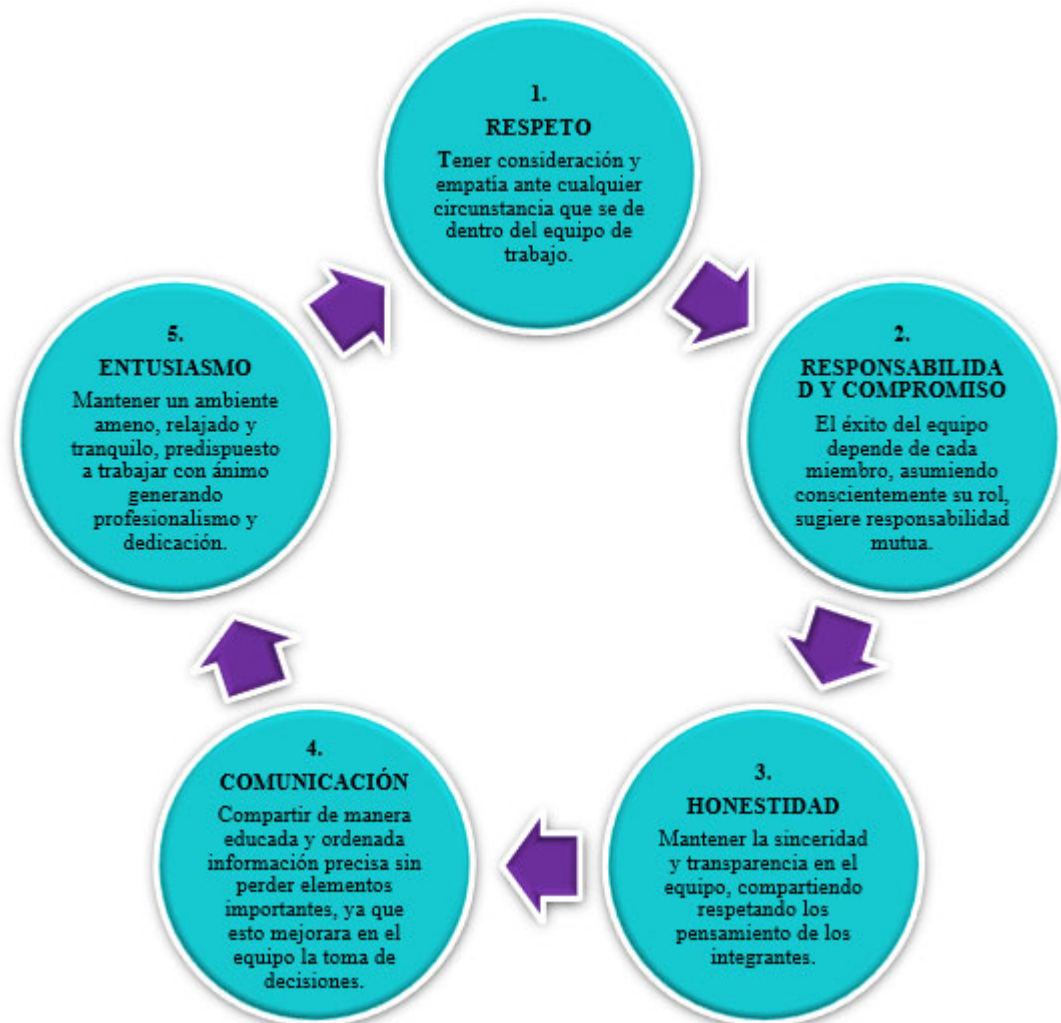 1.
RESPETO
Tener consideración y
empatía ante cualquier
circunstancia que se de
dentro del equipo de
trabajo.
2.
RESPONSABILIDA
D Y COMPROMISO
El éxito del equipo
depende de cada
miembro, asumiendo
conscientemente su rol,
sugiere responsabilidad
mutua.
3.
HONESTIDAD
Mantener la sinceridad
y transparencia en el
equipo, compartiendo
respetando los
pensamiento de los
integrantes.
4.
COMUNICACIÓN
Compartir de manera
educada y ordenada
información precisa sin
perder elementos
importantes, ya que
esto mejorara en el
equipo la toma de
decisiones.
5.
ENTUSIASMO
Mantener un ambiente
ameno, relajado y
tranquilo, predispuesto
a trabajar con ánimo
generando
profesionalismo y
dedicación.